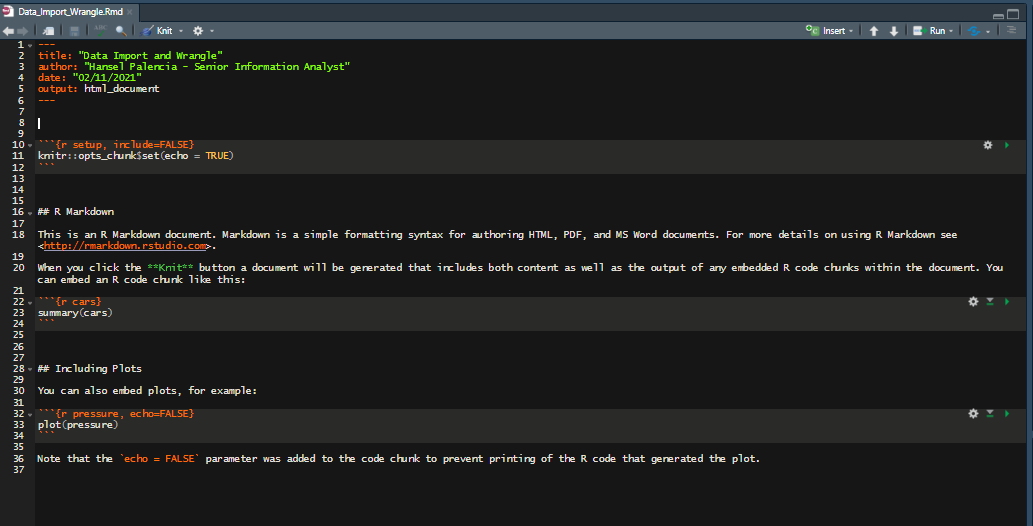 Data_Import_Wrangle.Rmd
ABC Knit Insert Run
1 ---
2 title: "Data Import and Wrangle"
3 author: "Hansel Palencia - Senior Information Analyst"
4 date: "02/11/2021"
5 output: html_document
6 ---
7
8
9
10 ```{r setup, include=FALSE}
11 knitr::opts_chunk$set(echo = TRUE)
12 ```
13
14
15
16 ## R Markdown
17
18 This is an R Markdown document. Markdown is a simple formatting syntax for authoring HTML, PDF, and MS Word documents. For more details on using R Markdown see
<http://rmarkdown.rstudio.com>.
19
20 When you click the **Knit** button a document will be generated that includes both content as well as the output of any embedded R code chunks within the document. You
can embed an R code chunk like this:
21
22 ```{r cars}
23 summary(cars)
24 ```
25
26
27
28 ## Including Plots
29
30 You can also embed plots, for example:
31
32 ```{r pressure, echo=FALSE}
33 plot(pressure)
34 ```
35
36 Note that the `echo = FALSE` parameter was added to the code chunk to prevent printing of the R code that generated the plot.
37